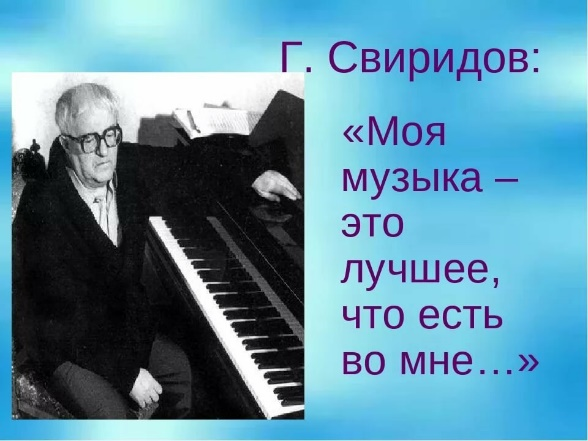 Г. Свиридов:
«Моя
музыка –
это
лучшее,
что есть
во мне…»